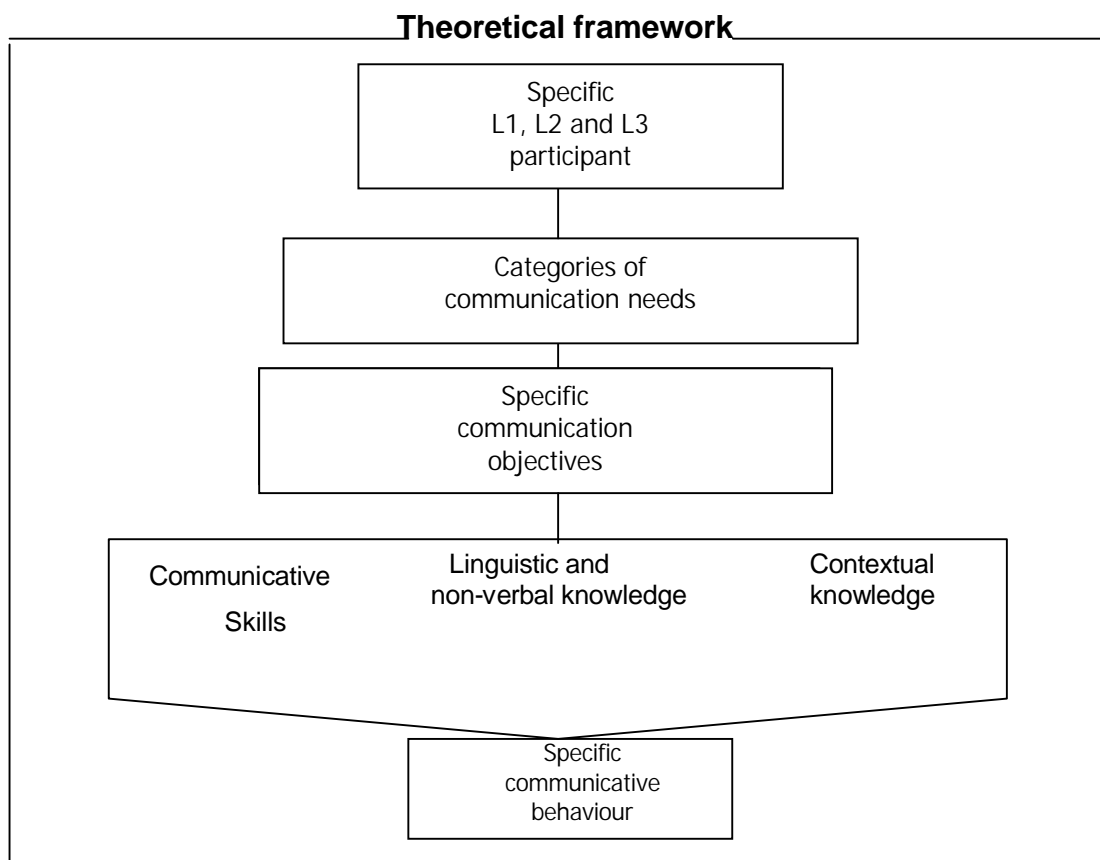 Theoretical framework
Specific
L1, L2 and L3
participant
Categories of
communication needs
Specific
communication
objectives
Communicative
Skills
Linguistic and
non-verbal knowledge
Contextual
knowledge
Specific
communicative
behaviour